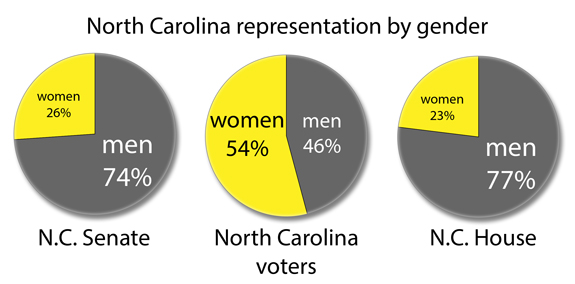 North Carolina representation by gender
women
26%
men
74%
N.C. Senate
women
54%
men
46%
North Carolina
voters
women
23%
men
77%
N.C. House